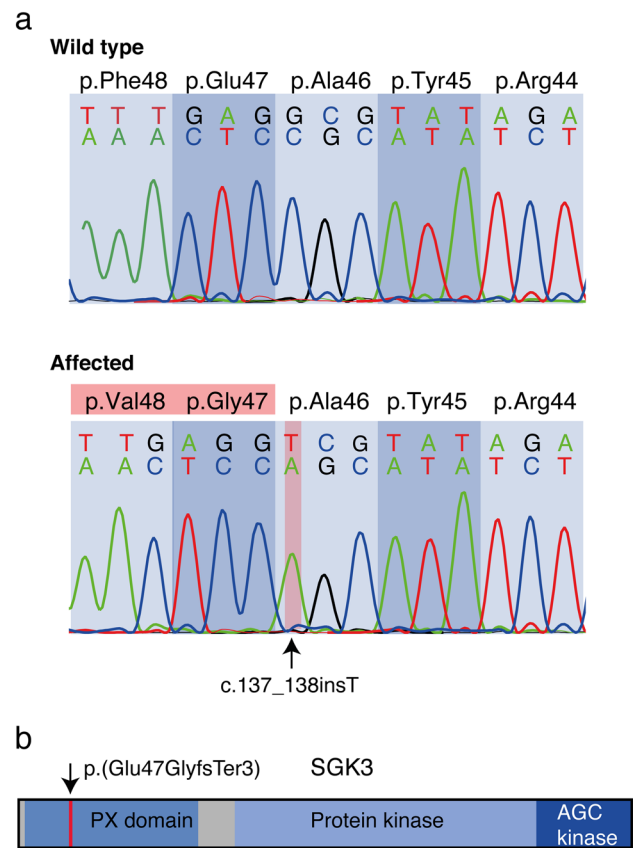 a
Wild type
p.Phe48 p.Glu47 p.Ala46 p.Tyr45 p.Arg44
T T T G A G G C G T A T A G A
A A A C T C C G C A T A T C T
Affected
p.Val48 p.Gly47 p.Ala46 p.Tyr45 p.Arg44
T T G A G G T C G T A T A G A
A A C T C C A G C A T A T C T
c.137_138insT
b
p.(Glu47GlyfsTer3) SGK3
PX domain Protein kinase AGC
kinase